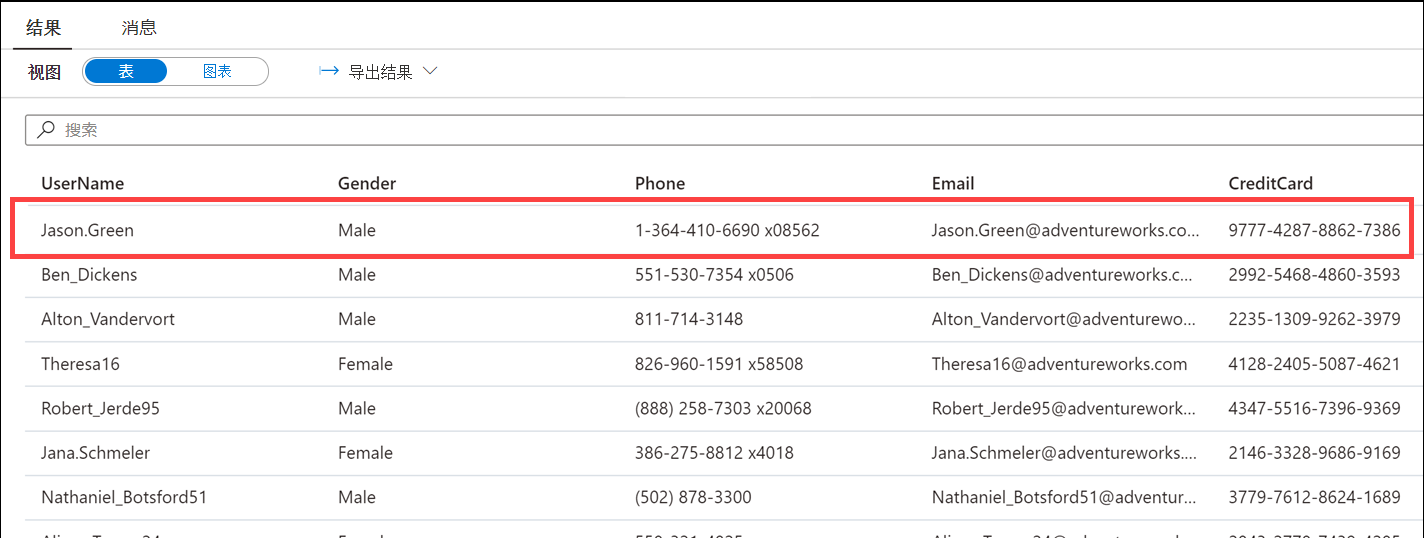 结果 消息
视图 表 图表 导出结果
搜索
UserName Gender Phone Email CreditCard
Jason.Green Male 1-364-410-6690 x08562 Jason.Green@adventureworks.co... 9777-4287-8862-7386
Ben_Dickens Male 551-530-7354 x0506 Ben_Dickens@adventureworks.c... 2992-5468-4860-3593
Alton_Vandervort Male 811-714-3148 Alton_Vandervort@adventurewo... 2235-1309-9262-3979
Theresa16 Female 826-960-1591 x58508 Theresa16@adventureworks.com 4128-2405-5087-4621
Robert_Jerde95 Male (888) 258-7303 x20068 Robert_Jerde95@adventurework... 4347-5516-7396-9369
Jana.Schmeler Female 386-275-8812 x4018 Jana.Schmeler@adventureworks.... 2146-3328-9686-9169
Nathaniel_Botsford51 Male (502) 878-3300 Nathaniel_Botsford51@adventur... 3779-7612-8624-1689
Female